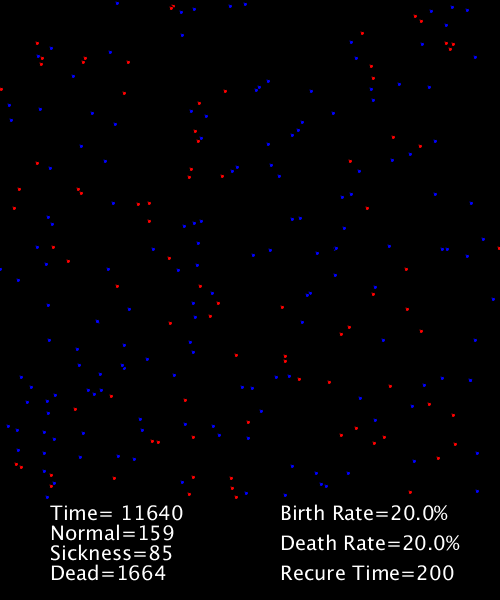 Time= 11640
Normal=159
Sickness=85
Dead=1664
Birth Rate=20.0%
Death Rate=20.0%
Recure Time=200